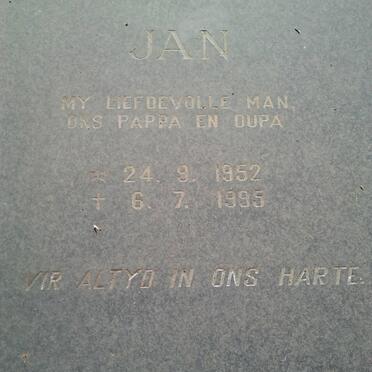 JAN
MY LIEFDEVOLLE MAN,
ONS PAPPA EN OUPA
* 24. 9. 1952
† 6. 7. 1995
VIR ALTYD IN ONS HARTE.